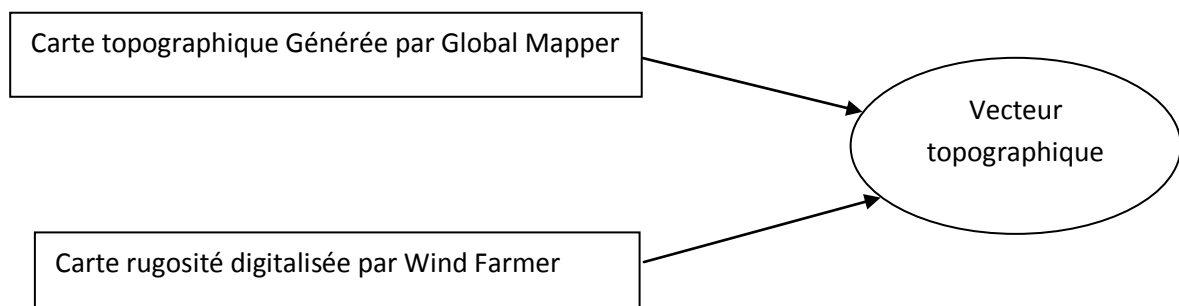 Carte topographique Générée par Global Mapper
Vecteur
topographique
Carte rugosité digitalisée par Wind Farmer